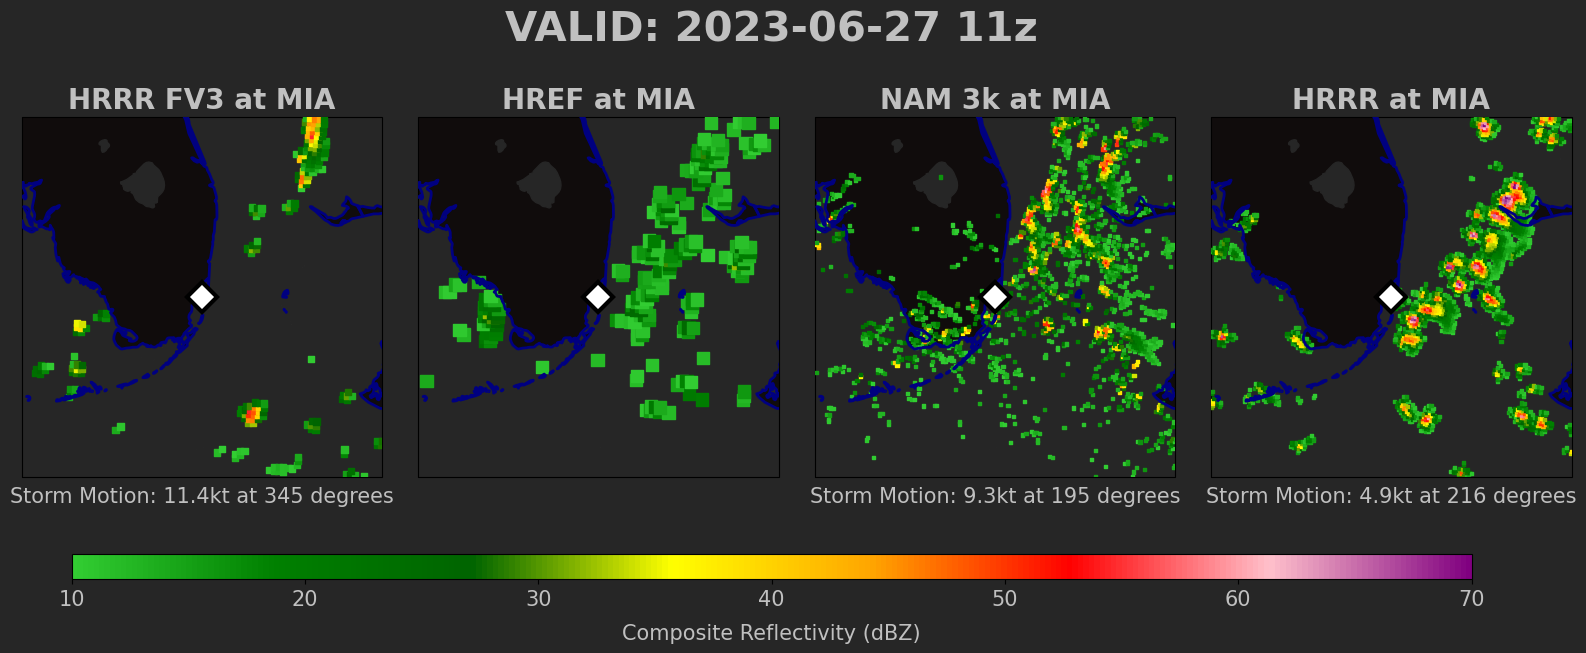 VALID: 2023-06-27 11z
HRRR FV3 at MIA
HREF at MIA
NAM 3k at MIA
HRRR at MIA
Storm Motion: 11.4kt at 345 degrees
Storm Motion: 9.3kt at 195 degrees
Storm Motion: 4.9kt at 216 degrees
10 20 30 40 50 60 70
Composite Reflectivity (dBZ)